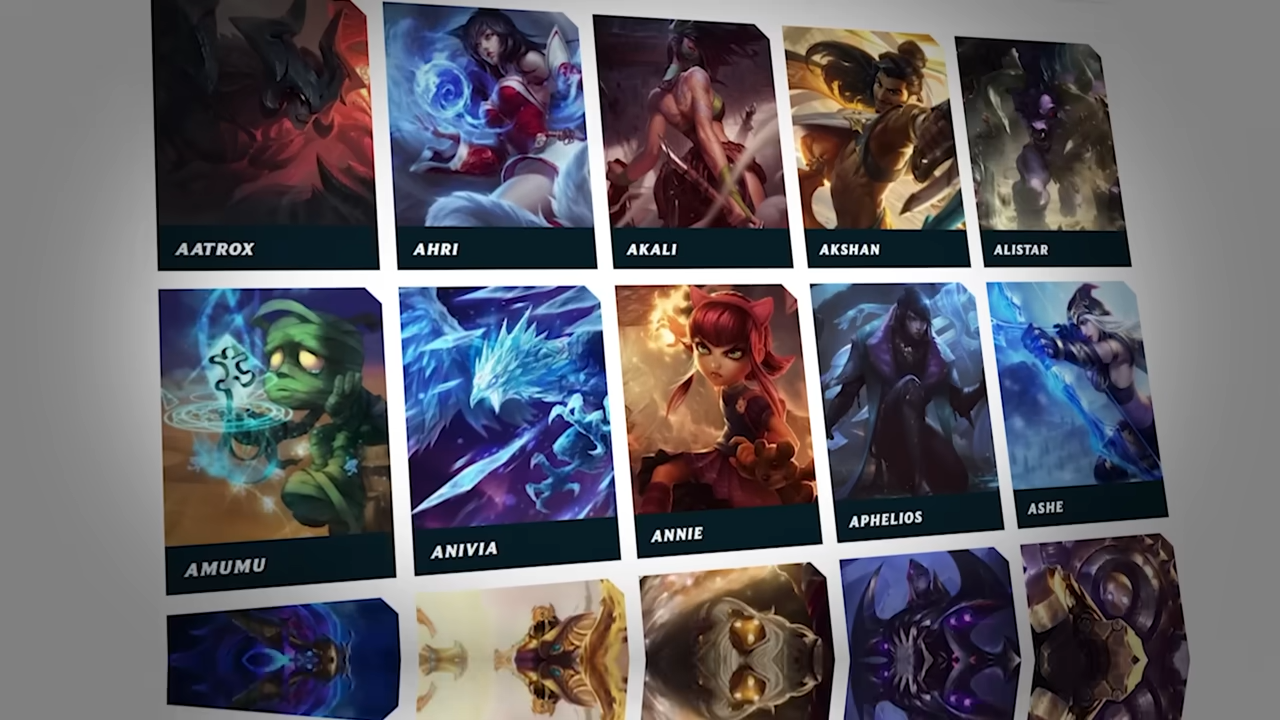 AATROX
AHRI
AKALI
AKSHAN
ALISTAR
AMUMU
ANIVIA
ANNIE
APHELIOS
ASHE